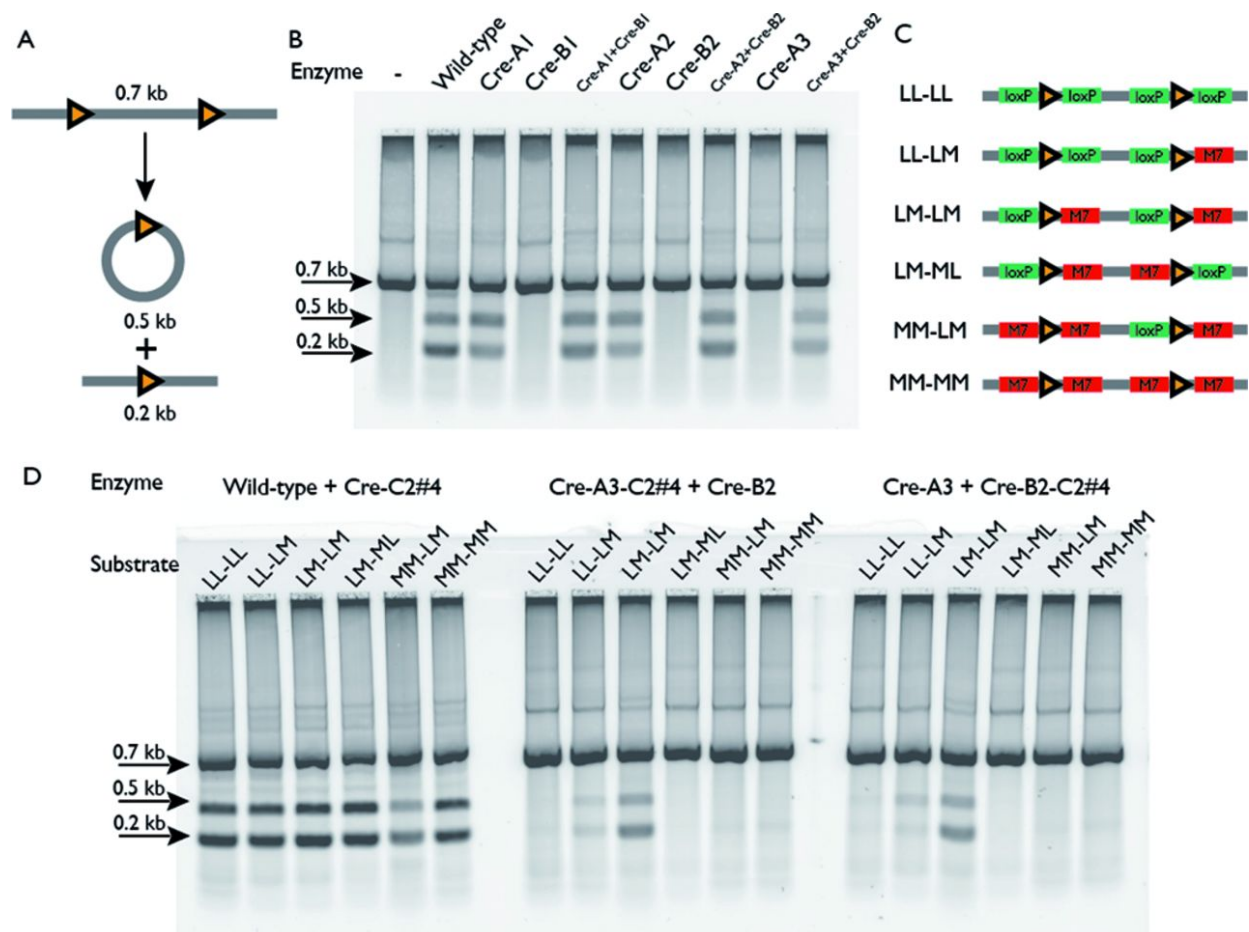 A
0.7 kb
0.5 kb
+
0.2 kb
B
Enzyme
- Wild-type Cre-A1 Cre-B1 Cre-A1+Cre-B1 Cre-A2 Cre-B2 Cre-A2+Cre-B2 Cre-A3 Cre-A3+Cre-B2
0.7 kb
0.5 kb
0.2 kb
C
LL-LL loxP loxP loxP loxP
LL-LM loxP loxP loxP M7
LM-LM loxP M7 loxP M7
LM-ML loxP M7 M7 loxP
MM-LM M7 M7 loxP M7
MM-MM M7 M7 M7 M7
D
Enzyme Wild-type + Cre-C2#4 Cre-A3-C2#4 + Cre-B2 Cre-A3 + Cre-B2-C2#4
Substrate LL-LL LL-LM LM-LM LM-ML MM-LM MM-MM LL-LL LL-LM LM-LM LM-ML MM-LM MM-MM LL-LL LL-LM LM-LM LM-ML MM-LM MM-MM
0.7 kb
0.5 kb
0.2 kb